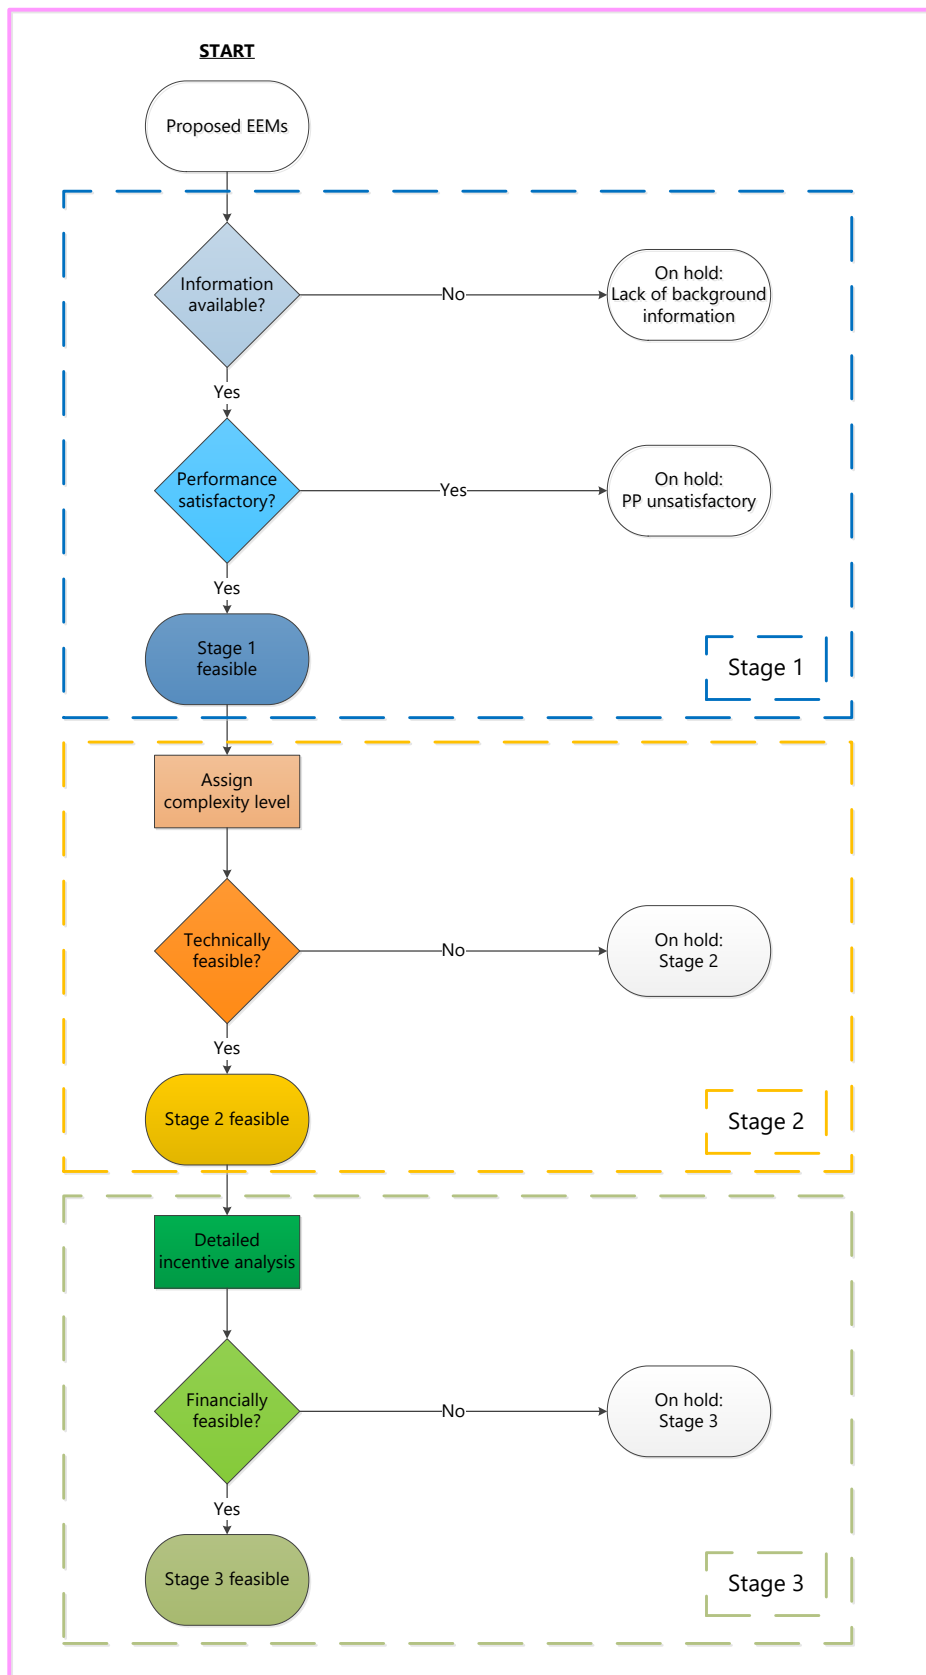 START
Proposed EEMs
Information
available?
No
On hold:
Lack of background
information
Yes
Performance
satisfactory?
Yes
On hold:
PP unsatisfactory
Yes
Stage 1
feasible
Stage 1
Assign
complexity level
Technically
feasible?
No
On hold:
Stage 2
Yes
Stage 2 feasible
Stage 2
Detailed
incentive analysis
Financially
feasible?
No
On hold:
Stage 3
Yes
Stage 3 feasible
Stage 3